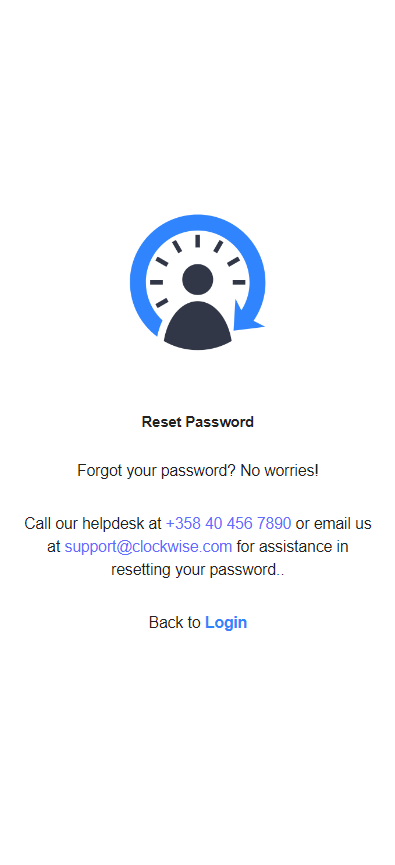 Reset Password
Forgot your password? No worries!
Call our helpdesk at +358 40 456 7890 or email us
at support@clockwise.com for assistance in
resetting your password..
Back to Login